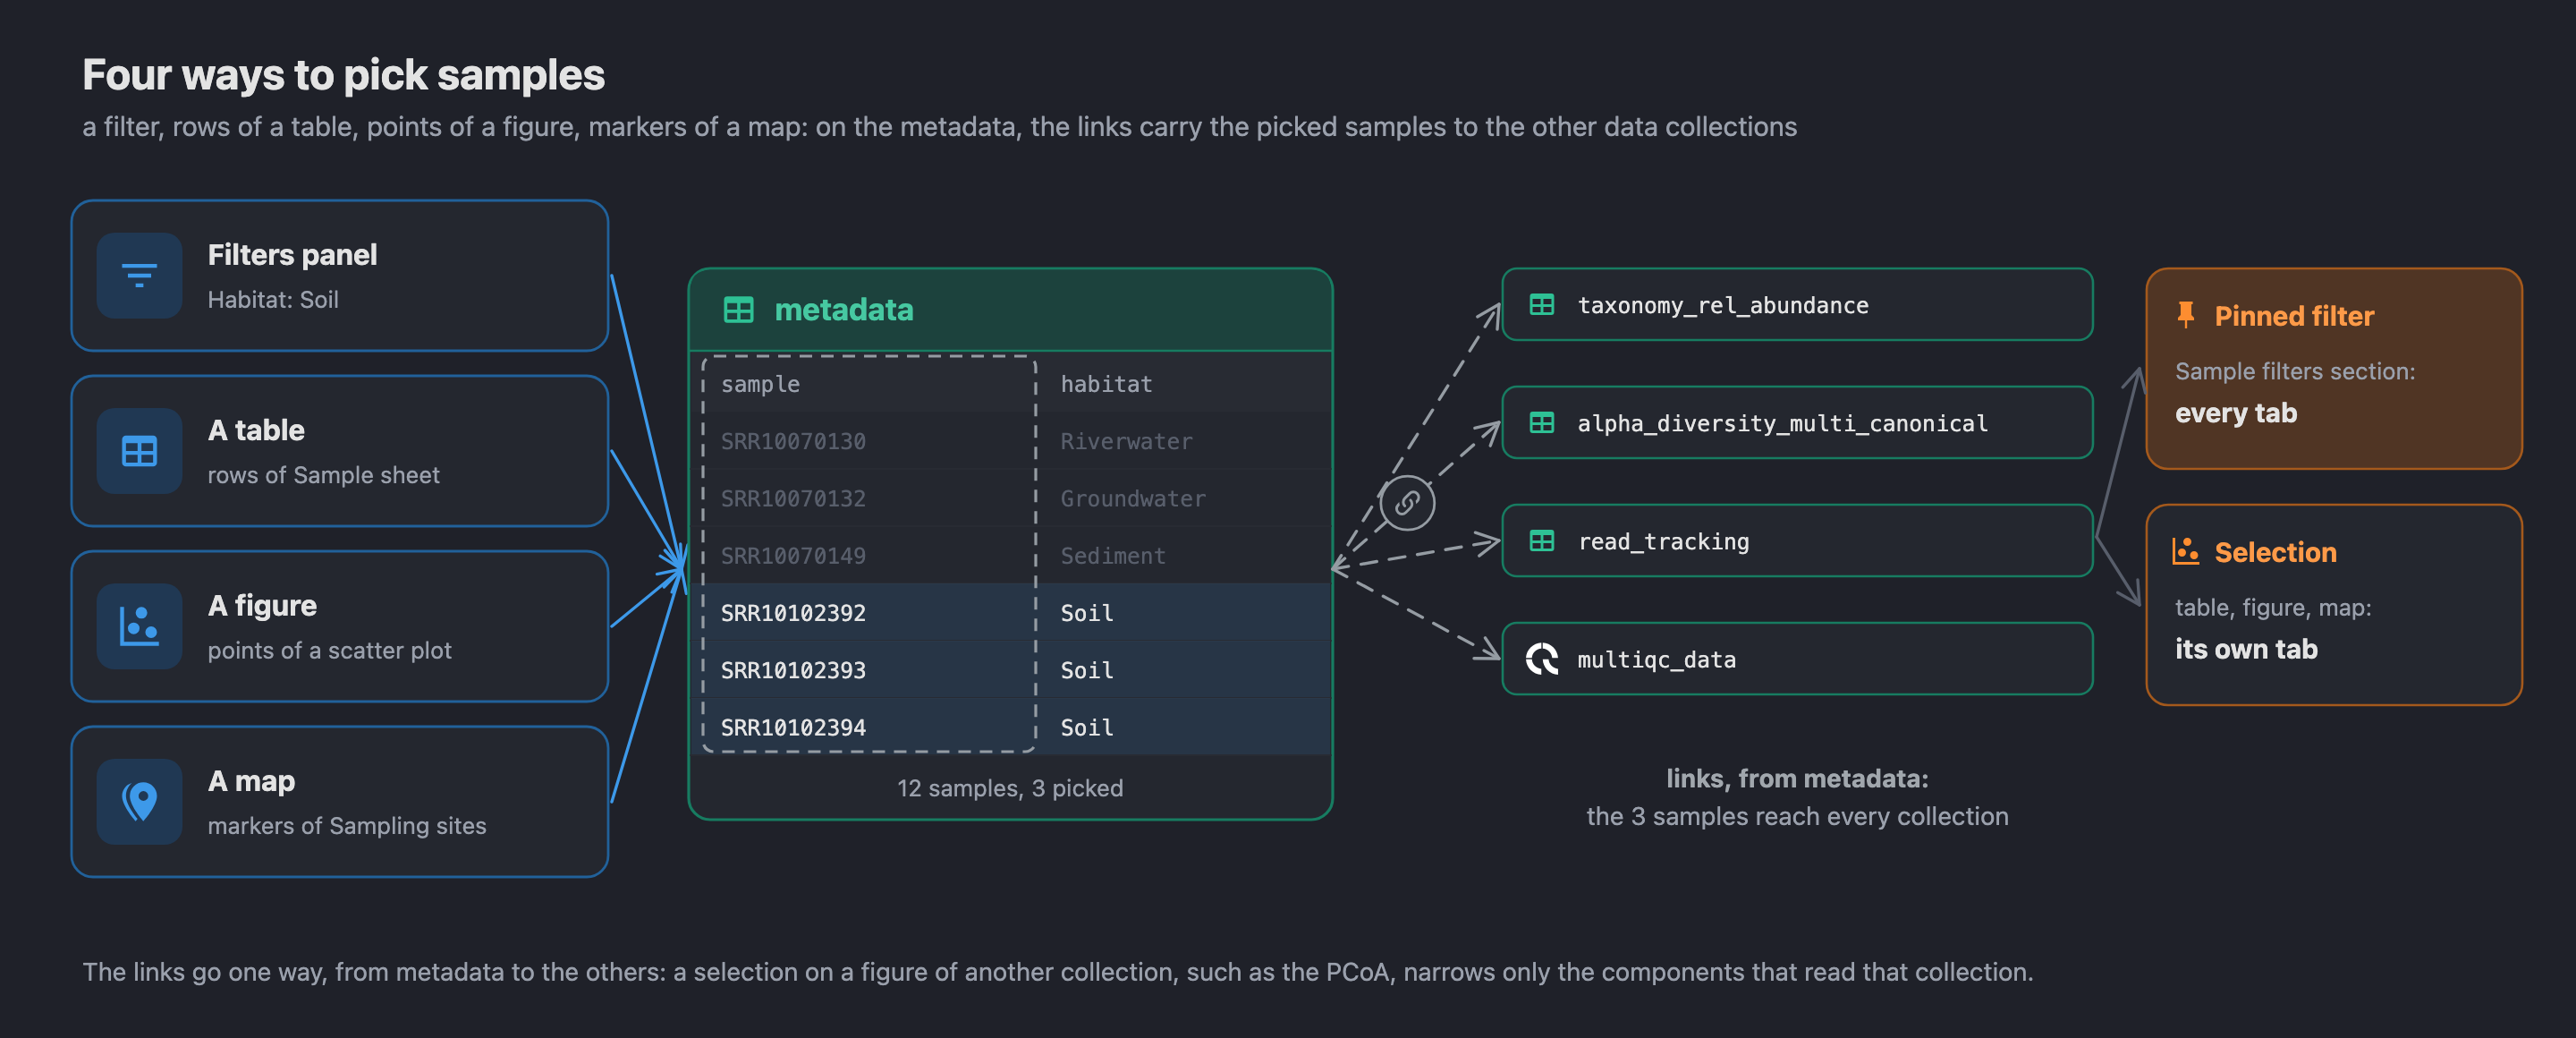 Four ways to pick samples
a filter, rows of a table, points of a figure, markers of a map: on the metadata, the links carry the picked samples to the other data collections
Filters panel
Habitat: Soil
A table
rows of Sample sheet
A figure
points of a scatter plot
A map
markers of Sampling sites
metadata
sample habitat
SRR10070130 Riverwater
SRR10070132 Groundwater
SRR10070149 Sediment
SRR10102392 Soil
SRR10102393 Soil
SRR10102394 Soil
12 samples, 3 picked
taxonomy_rel_abundance
alpha_diversity_multi_canonical
read_tracking
multiqc_data
links, from metadata:
the 3 samples reach every collection
Pinned filter
Sample filters section:
every tab
Selection
table, figure, map:
its own tab
The links go one way, from metadata to the others: a selection on a figure of another collection, such as the PCoA, narrows only the components that read that collection.